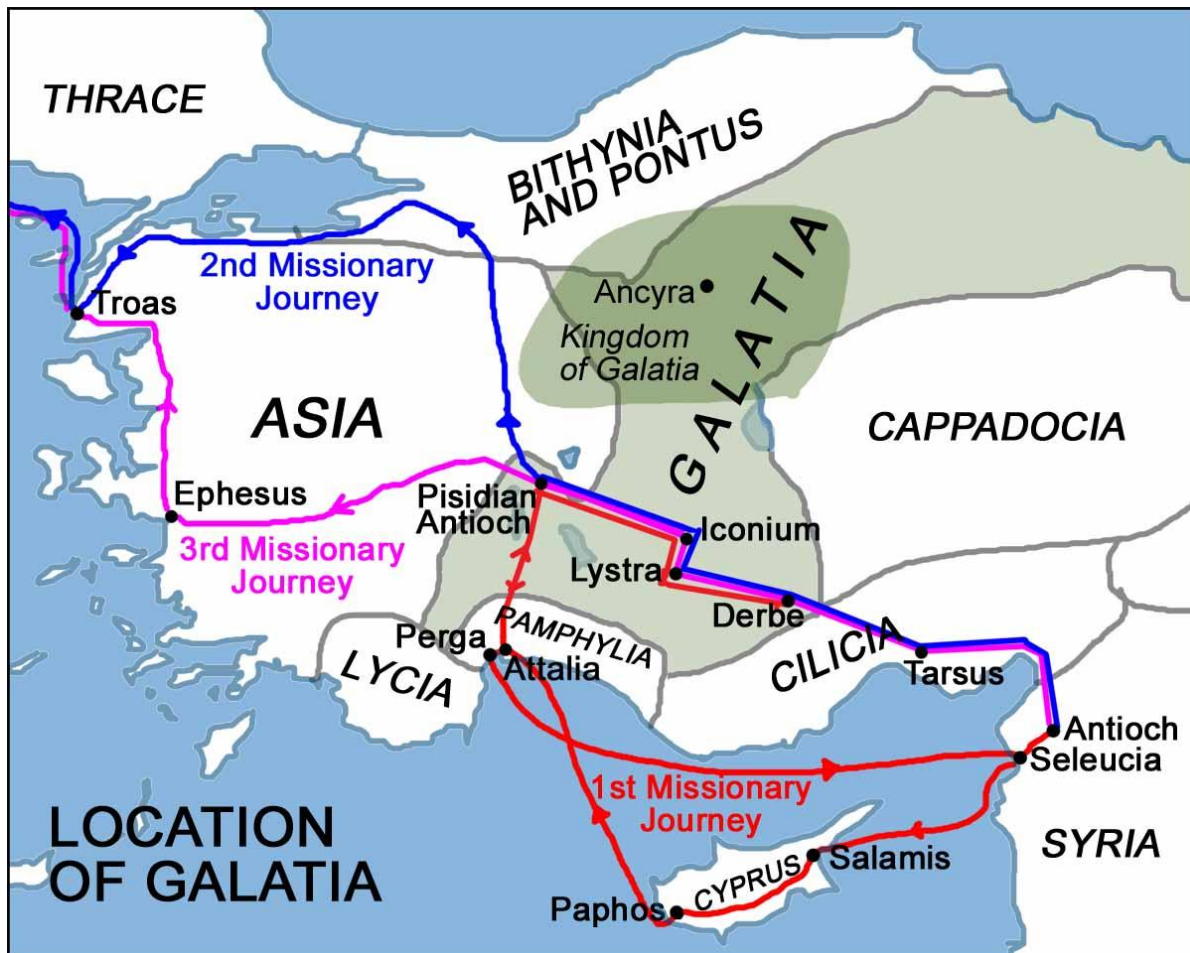 THRACE
BITHYNIA
AND PONTUS
2nd Missionary
Journey
Troas
Ancyra
Kingdom
of Galatia
GALATIA
ASIA
CAPPADOCIA
Ephesus
Pisidian
Antioch
3rd Missionary
Journey
Iconium
Lystra
Derbe
PAMPHYLIA
Perga
Attalia
LYCIA
CILICIA
Tarsus
Antioch
Seleucia
1st Missionary
Journey
LOCATION
OF GALATIA
SYRIA
Salamis
CYPRUS
Paphos